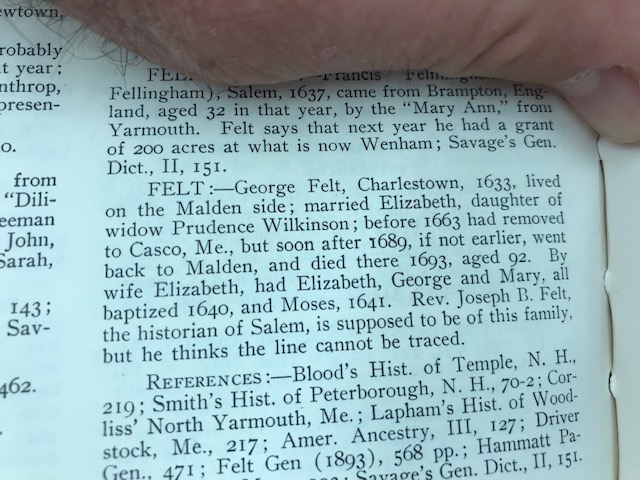 ewtown,
robably
t year;
nthrop,
presen-
o.
from
"Dili-
eeman
John,
Sarah,
143;
Sav-
462.
Fellingham), Salem, 1637, came from Brampton, Eng-
land, aged 32 in that year, by the "Mary Ann," from
Yarmouth. Felt says that next year he had a grant
of 200 acres at what is now Wenham; Savage's Gen.
Dict., II, 151.
FELT:—George Felt, Charlestown, 1633, lived
on the Malden side; married Elizabeth, daughter of
widow Prudence Wilkinson; before 1663 had removed
to Casco, Me., but soon after 1689, if not earlier, went
back to Malden, and died there 1693, aged 92. By
wife Elizabeth, had Elizabeth, George and Mary, all
baptized 1640, and Moses, 1641. Rev. Joseph B. Felt,
the historian of Salem, is supposed to be of this family,
but he thinks the line cannot be traced.
REFERENCES:—Blood's Hist. of Temple, N. H.,
219; Smith's Hist. of Peterborough, N. H., 70-2; Cor-
liss' North Yarmouth, Me.; Lapham's Hist. of Wood-
stock, Me., 217; Amer. Ancestry, III, 127; Driver
Gen., 471; Felt Gen (1893), 568 pp.; Hammatt Pa-
Savage's Gen. Dict., II, 151.